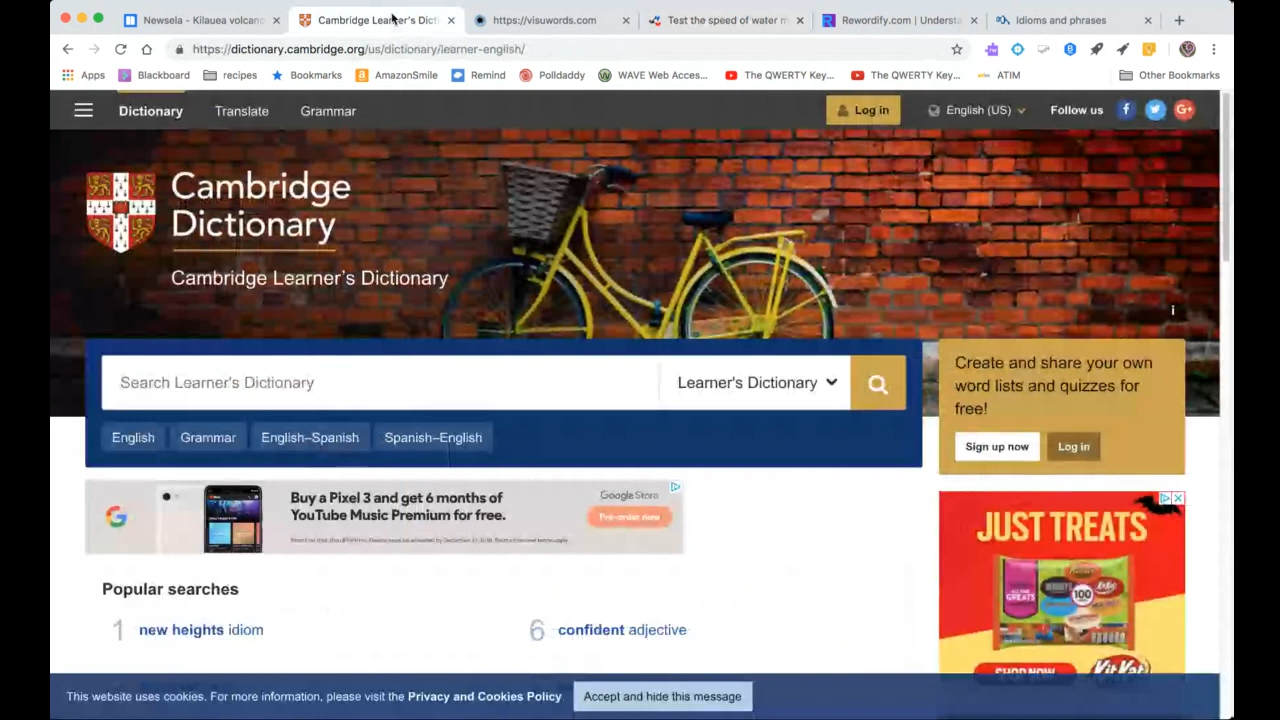 Newsela - Kilauea volcan
Cambridge Learner's Dicti
https://visuwords.com
Test the speed of water m
Rewordify.com | Understa
Idioms and phrases
https://dictionary.cambridge.org/us/dictionary/learner-english/
Apps
Blackboard
recipes
Bookmarks
AmazonSmile
Remind
Polldaddy
WAVE Web Acces...
The QWERTY Key...
The QWERTY Key...
ATIM
Other Bookmarks
Dictionary
Translate
Grammar
Log in
English (US)
Follow us
Cambridge
Dictionary
Cambridge Learner's Dictionary
i
Search Learner's Dictionary
Learner's Dictionary
English
Grammar
English–Spanish
Spanish–English
Create and share your own
word lists and quizzes for
free!
Sign up now
Log in
Buy a Pixel 3 and get 6 months of
YouTube Music Premium for free.
Google Store
Pre-order now
JUST TREATS
100
SHOP NOW
KitKat
Popular searches
1 new heights idiom
6 confident adjective
This website uses cookies. For more information, please visit the Privacy and Cookies Policy
Accept and hide this message